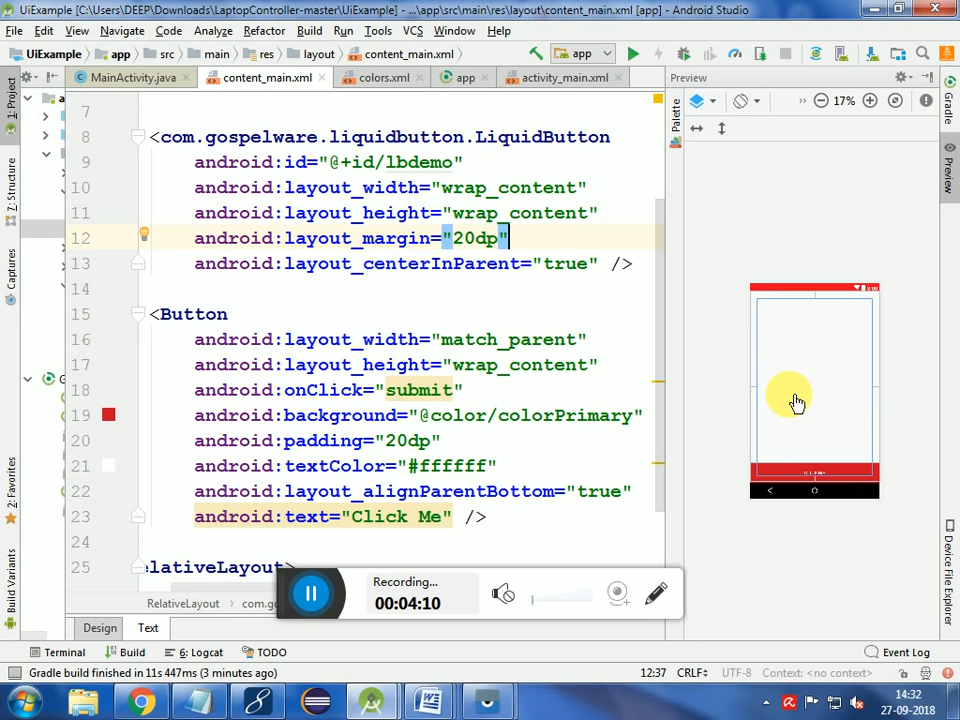 UiExample [C:\Users\DEEP\Downloads\LaptopController-master\UiExample] - ...\app\src\main\res\layout\content_main.xml [app] - Android Studio
File Edit View Navigate Code Analyze Refactor Build Run Tools VCS Window Help
UiExample app src main res layout content_main.xml app
MainActivity.java content_main.xml colors.xml app activity_main.xml Preview
17%
7
8 <com.gospelware.liquidbutton.LiquidButton
9 android:id="@+id/lbdemo"
10 android:layout_width="wrap_content"
11 android:layout_height="wrap_content"
12 android:layout_margin="20dp"
13 android:layout_centerInParent="true" />
14
15 <Button
16 android:layout_width="match_parent"
17 android:layout_height="wrap_content"
18 android:onClick="submit"
19 android:background="@color/colorPrimary"
20 android:padding="20dp"
21 android:textColor="#ffffff"
22 android:layout_alignParentBottom="true"
23 android:text="Click Me" />
24
25 elativeLayout>
RelativeLayout com.go
Design Text
1: Project
7: Structure
Captures
2: Favorites
Build Variants
Palette
Gradle
Preview
Device File Explorer
Recording...
00:04:10
Terminal Build 6: Logcat TODO Event Log
Gradle build finished in 11s 447ms (3 minutes ago) 12:37 CRLF UTF-8 Context: <no context>
14:32
27-09-2018